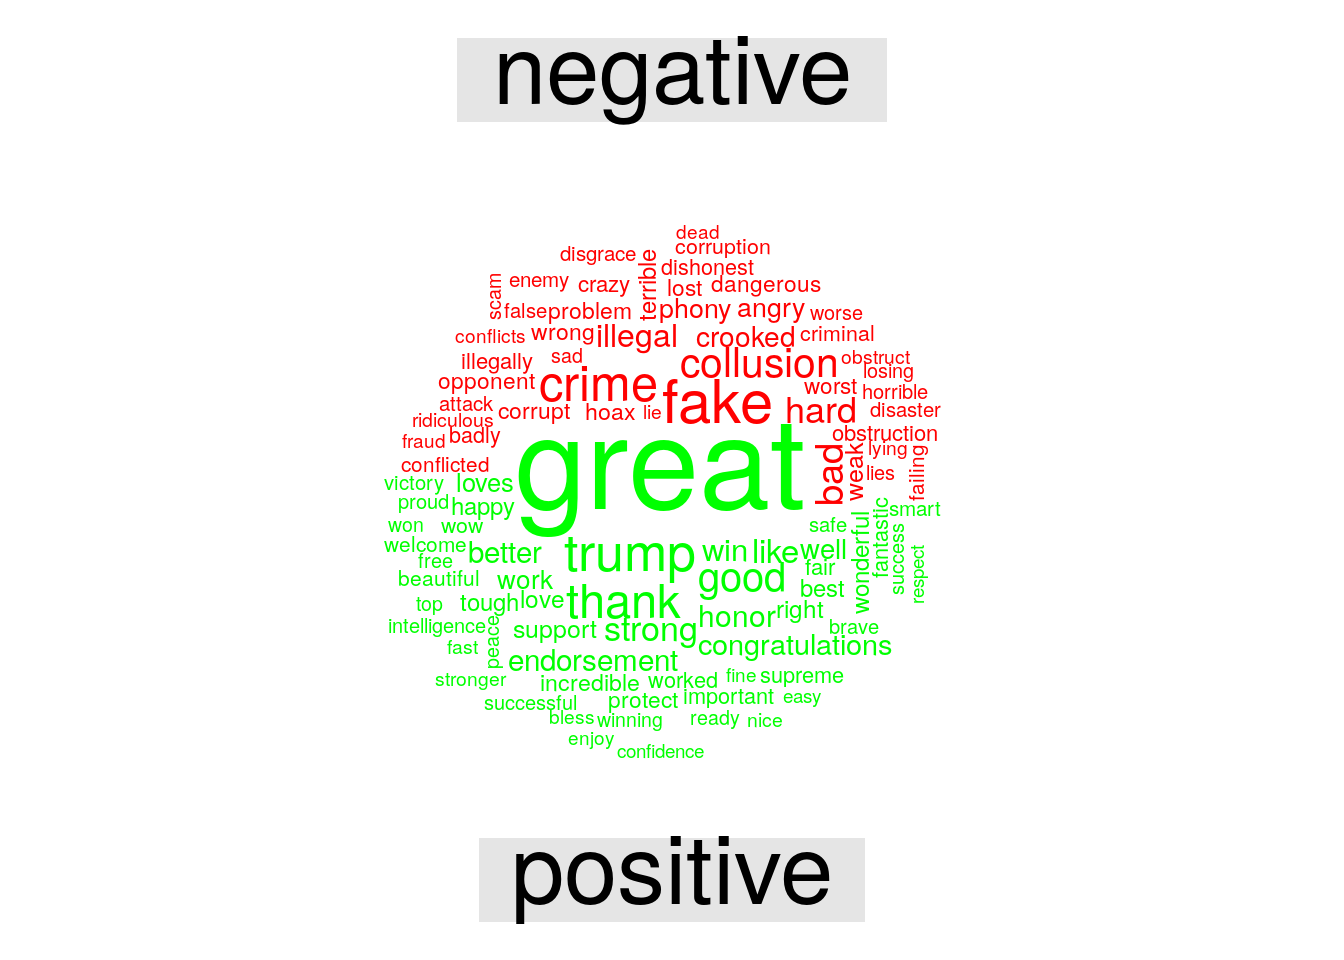 negative
dead
disgrace corruption
terrible dishonest
scam enemy crazy lost dangerous
false problem phony angry worse
conflicts wrong illegal crooked criminal
illegally sad collusion obstruct
opponent crime fake worst losing
attack corrupt hoax lie hard horrible
ridiculous disaster
fraud badly great bad weak obstruction
conflicted lying
lies failing
victory loves
proud happy fantastic smart
won wow safe wonderful success
welcome better trump win like well respect
free fair
beautiful work good best
top tough love thank honor right
intelligence peace support strong brave
fast congratulations
stronger endorsement
incredible worked fine supreme
successful protect important easy
bless winning ready nice
enjoy
confidence
positive